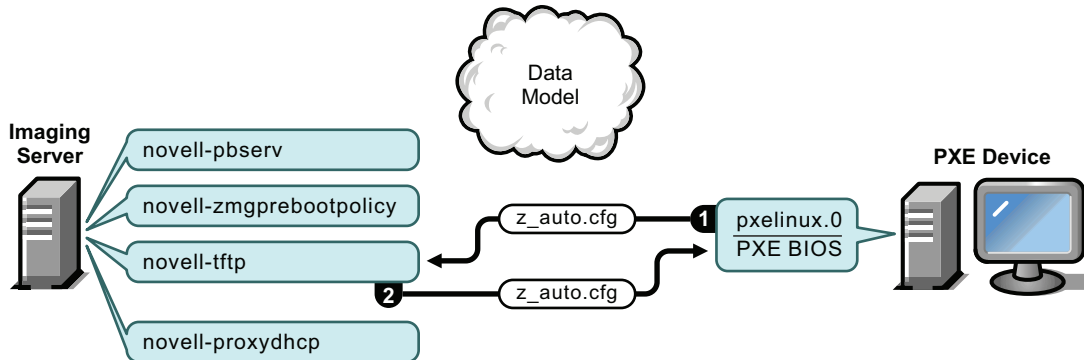 Data
Model
Imaging
Server
novell-pbserv
PXE Device
novell-zmgprebootpolicy
z_auto.cfg
1
pxelinux.0
PXE BIOS
novell-tftp
2
z_auto.cfg
novell-proxydhcp